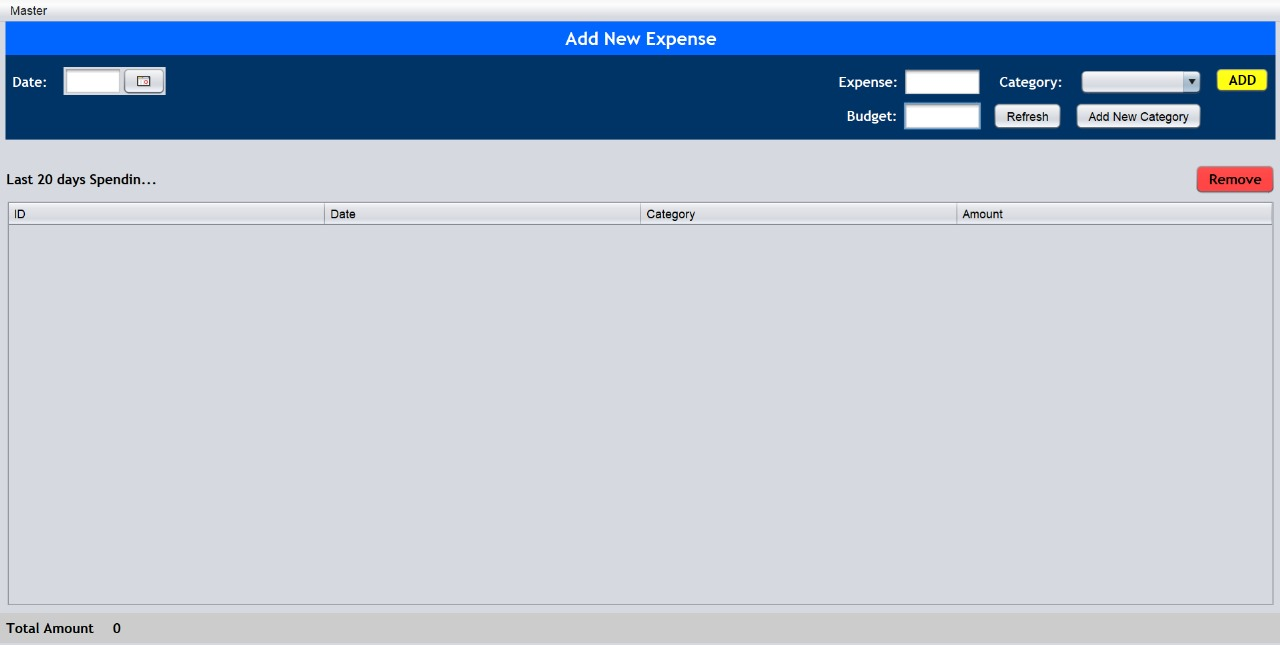 Master
Add New Expense
Date: Expense: Category: ADD
Budget: Refresh Add New Category
Last 20 days Spendin... Remove
ID Date Category Amount
Total Amount 0